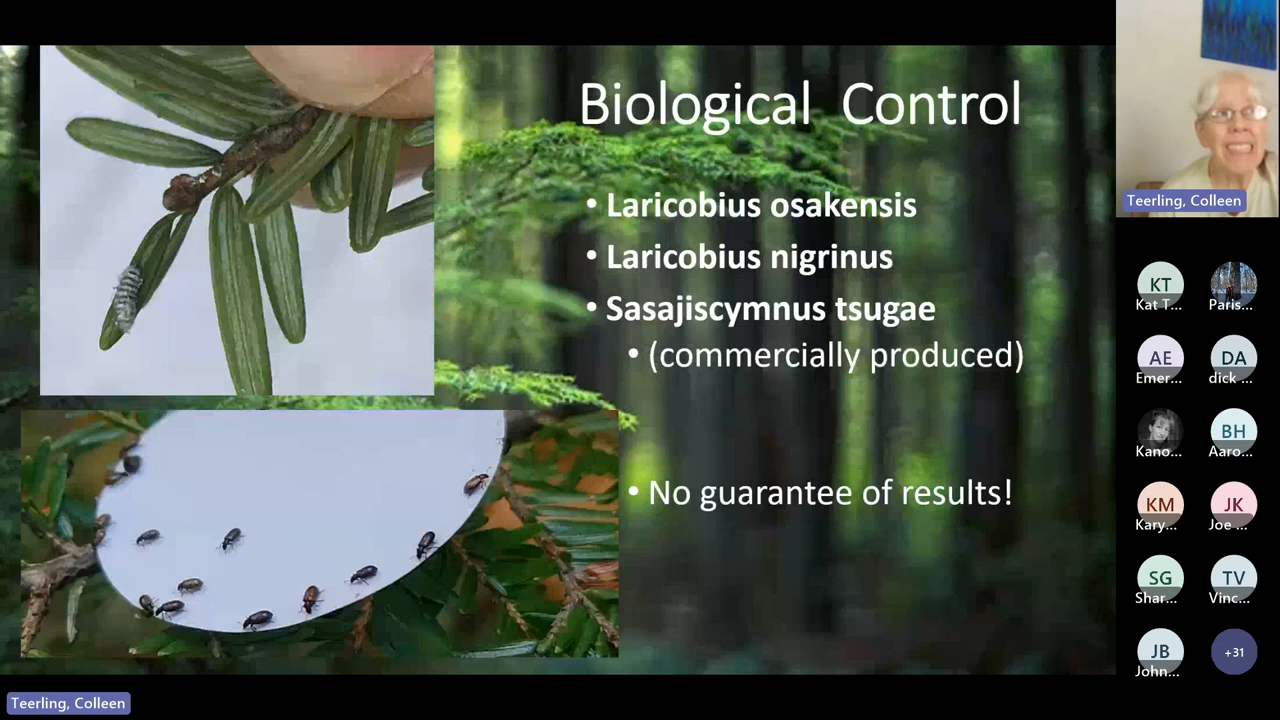 Biological Control
• Laricobius osakensis
• Laricobius nigrinus
• Sasajiscymnus tsugae
• (commercially produced)
• No guarantee of results!
Teerling, Colleen
KT
Kat T...
Paris...
AE
Emer...
DA
dick ...
Kano...
BH
Aaro...
KM
Kary...
JK
Joe ...
SG
Shar...
TV
Vinc...
JB
John...
+31
Teerling, Colleen